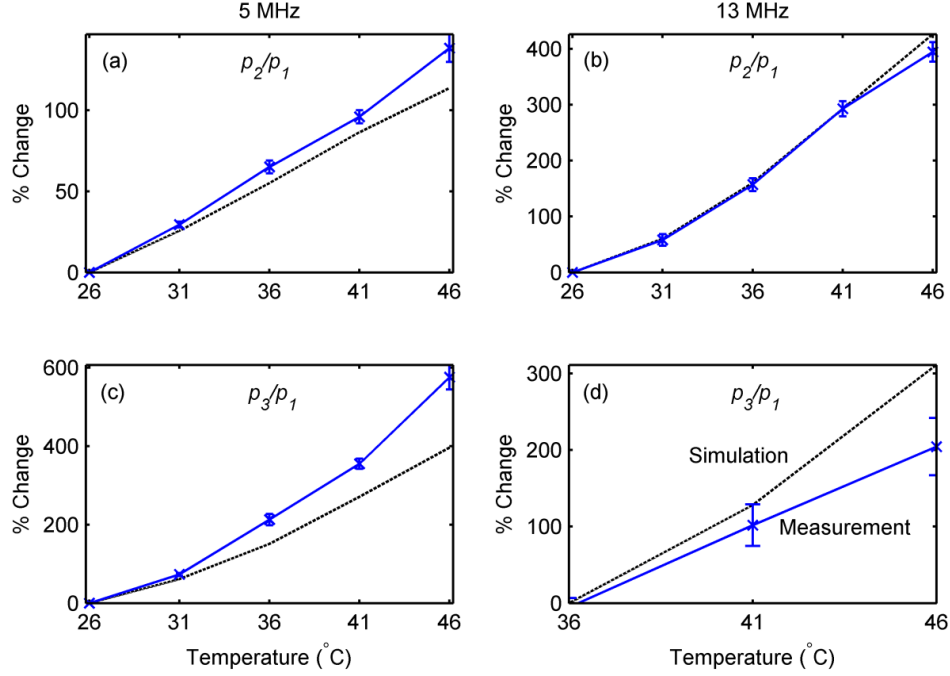 5 MHz
13 MHz
(a)
p2/p1
% Change
100
50
0
26 31 36 41 46
(b)
p2/p1
% Change
400
300
200
100
0
26 31 36 41 46
(c)
p3/p1
% Change
600
400
200
0
26 31 36 41 46
Temperature (°C)
(d)
p3/p1
% Change
300
200
100
0
Simulation
Measurement
36 41 46
Temperature (°C)